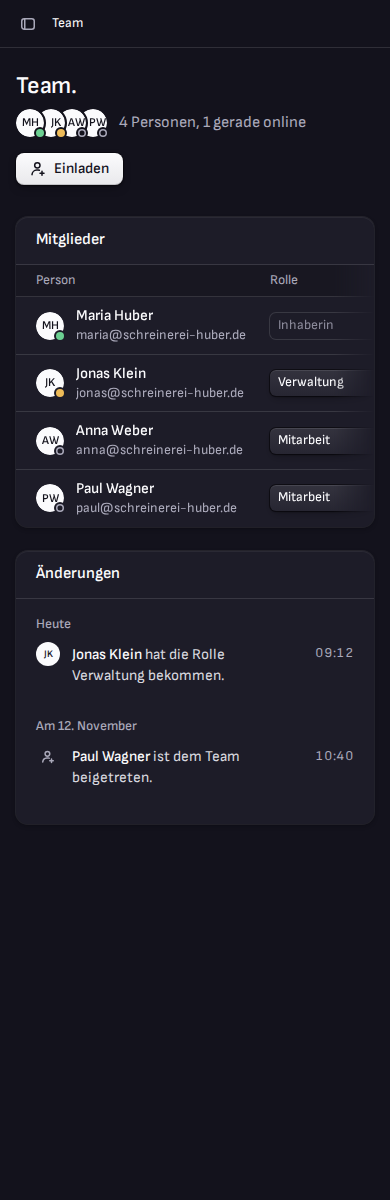 Team
Team.
MH JK AW PW 4 Personen, 1 gerade online
Einladen
Mitglieder
Person Rolle
MH Maria Huber Inhaberin
maria@schreinerei-huber.de
JK Jonas Klein Verwaltung
jonas@schreinerei-huber.de
AW Anna Weber Mitarbeit
anna@schreinerei-huber.de
PW Paul Wagner Mitarbeit
paul@schreinerei-huber.de
Änderungen
Heute
JK Jonas Klein hat die Rolle 09:12
Verwaltung bekommen.
Am 12. November
Paul Wagner ist dem Team 10:40
beigetreten.